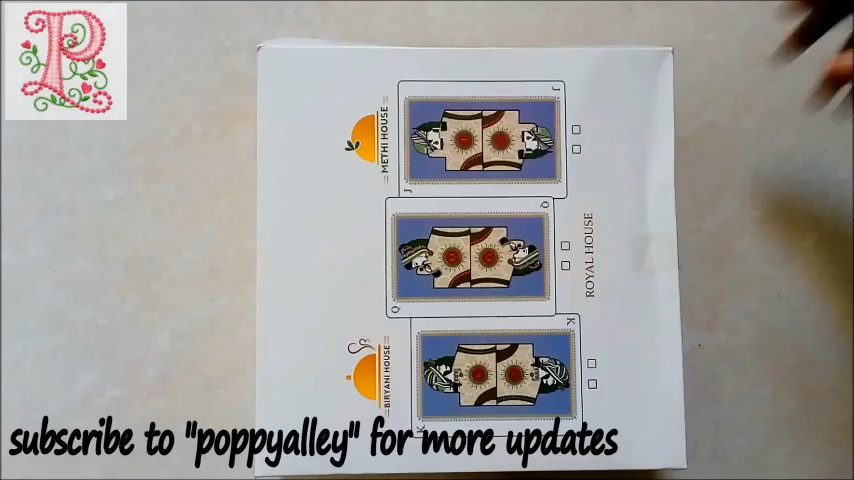 P
METHI HOUSE
J
J
Q
Q
ROYAL HOUSE
BIRYANI HOUSE
K
K
subscribe to "poppyalley" for more updates